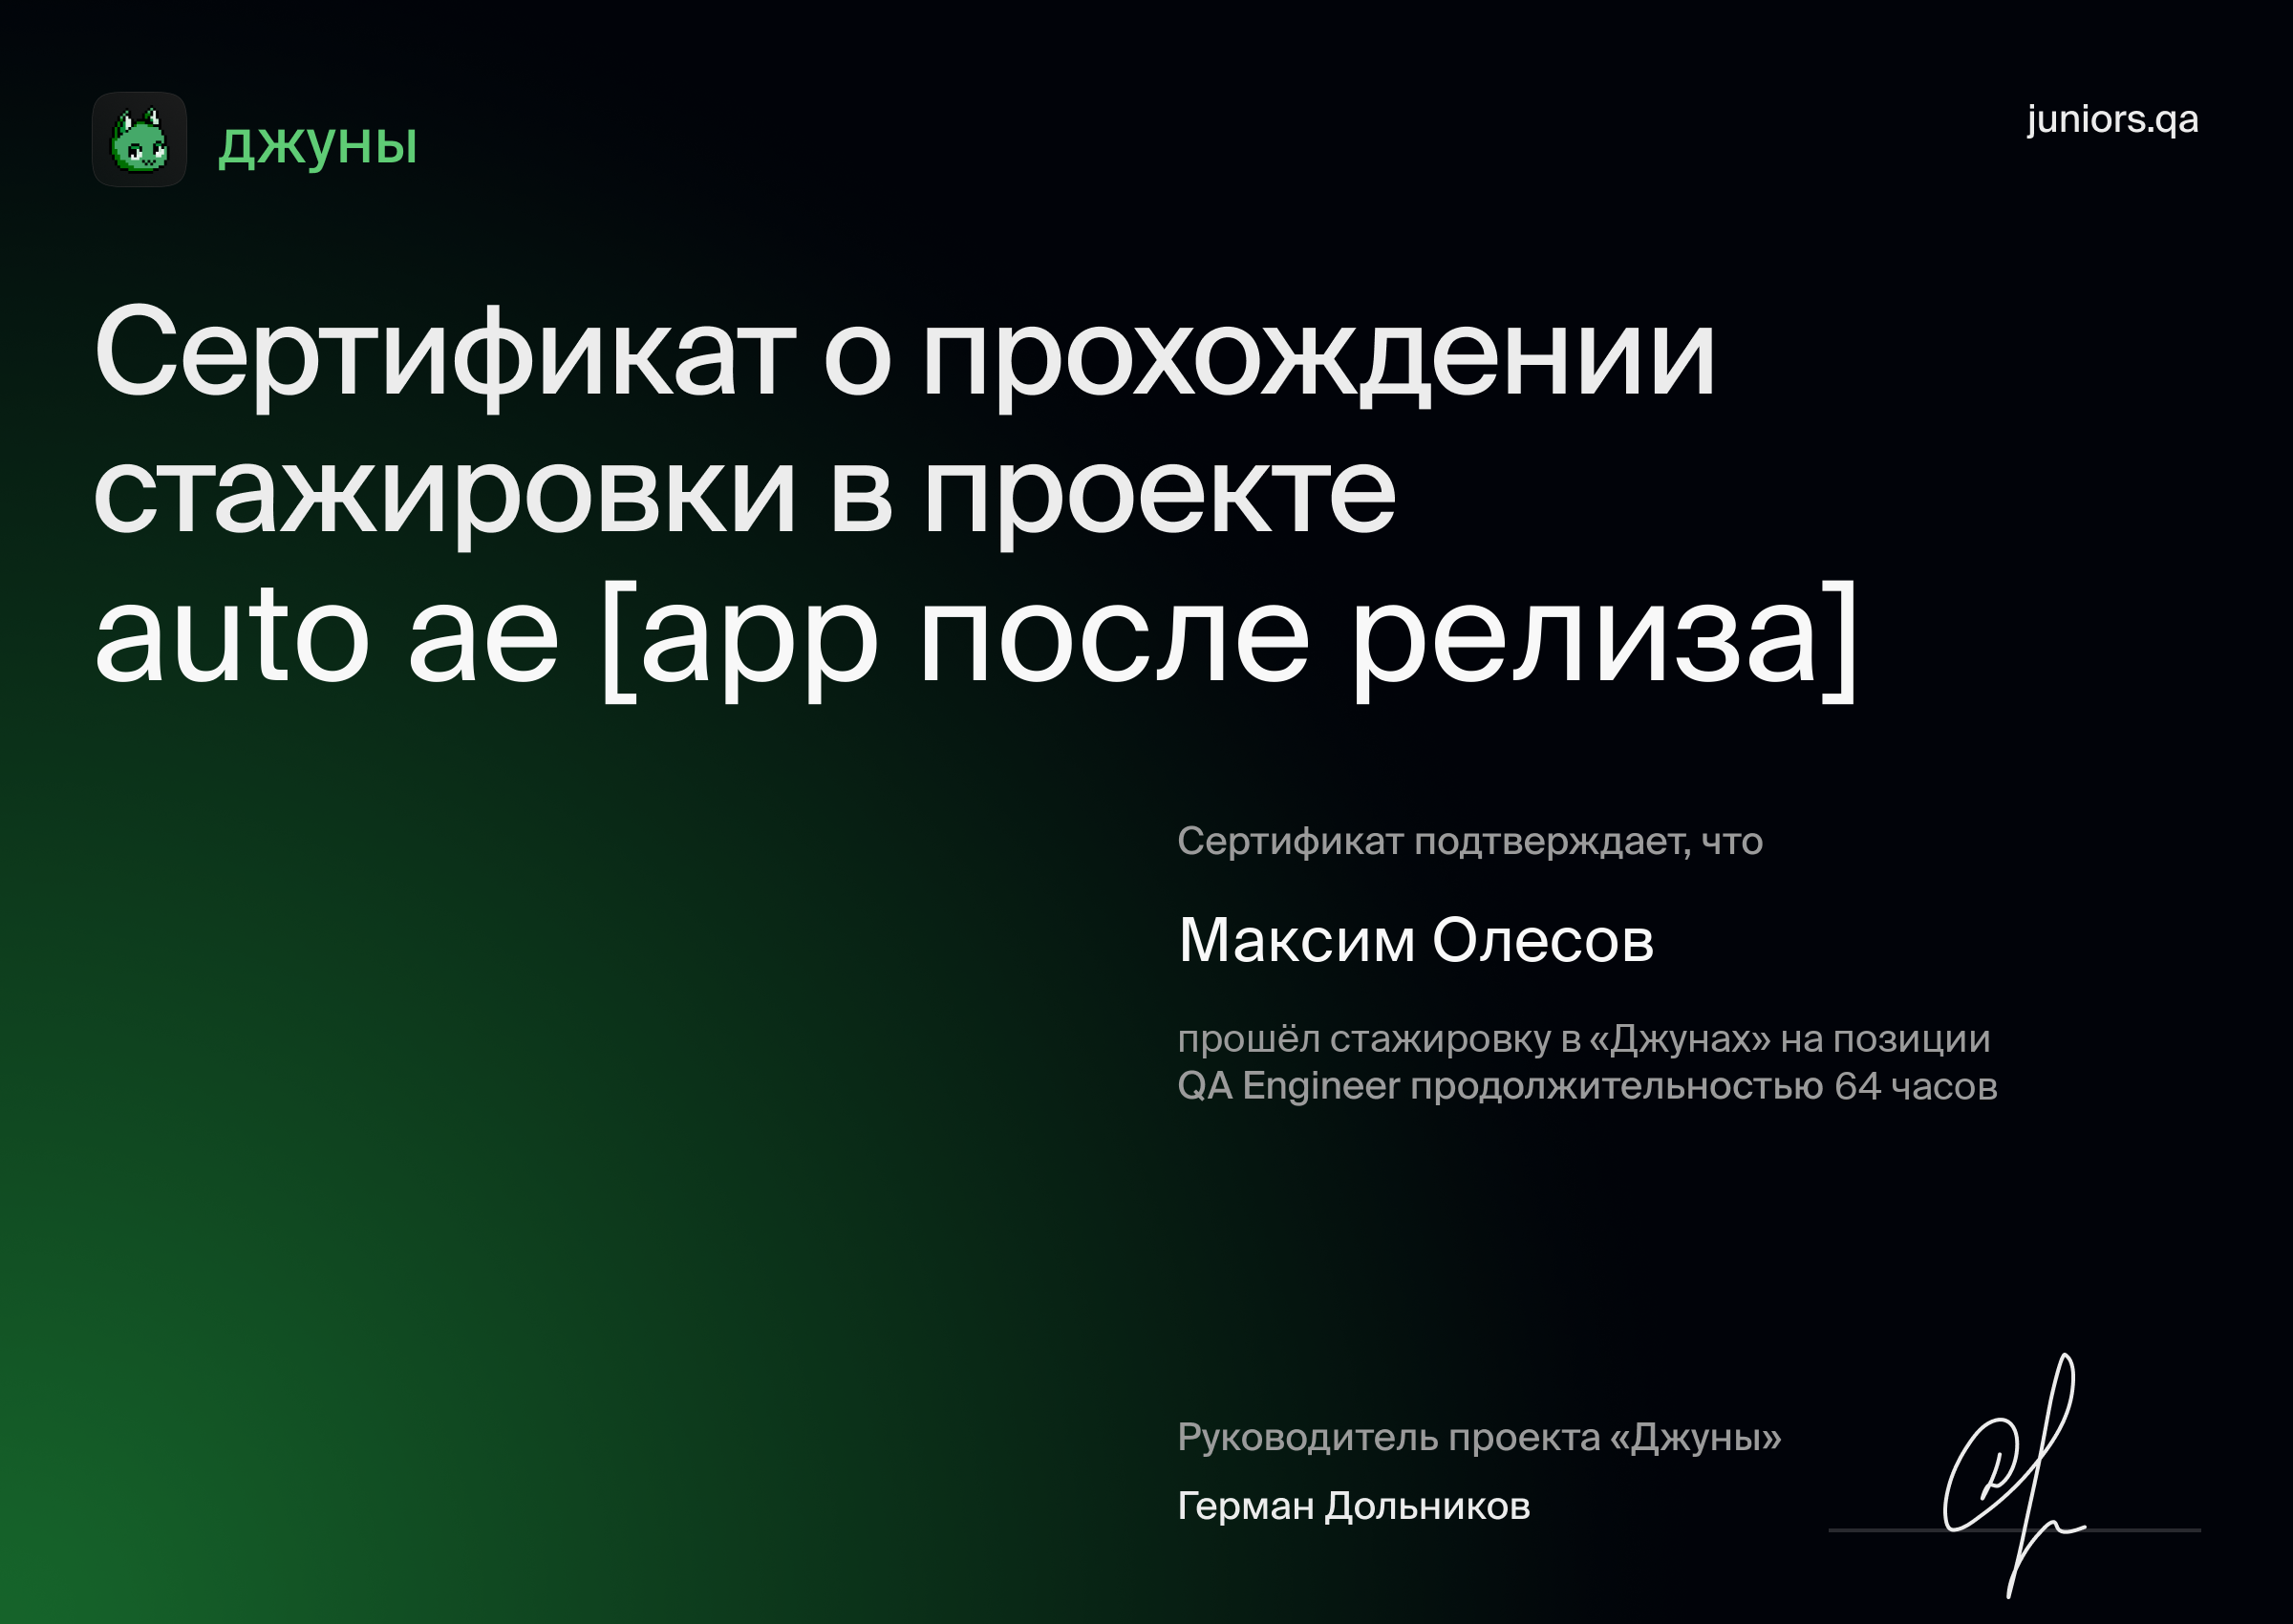 джуны
juniors.qa
Сертификат о прохождении
стажировки в проекте
auto ae [app после релиза]
Сертификат подтверждает, что
Максим Олесов
прошёл стажировку в «Джунах» на позиции
QA Engineer продолжительностью 64 часов
Руководитель проекта «Джуны»
Герман Дольников